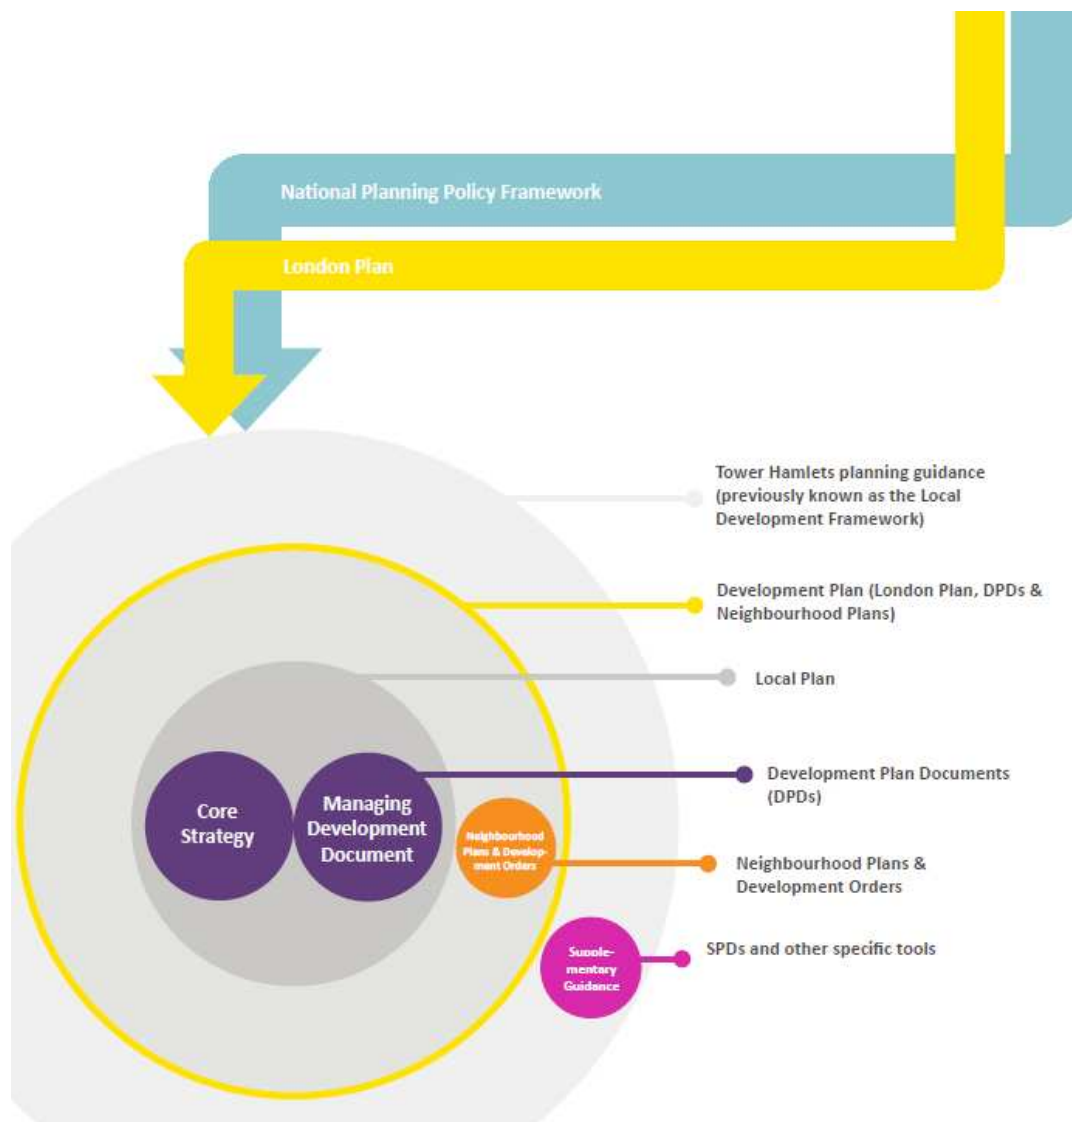 National Planning Policy Framework
London Plan
Tower Hamlets planning guidance
(previously known as the Local
Development Framework)
Development Plan (London Plan, DPDs &
Neighbourhood Plans)
Local Plan
Development Plan Documents
(DPDs)
Core
Strategy
Managing
Development
Document
Neighbourhood
Plans & Develop-
ment Orders
Neighbourhood Plans &
Development Orders
SPDs and other specific tools
Supple-
mentary
Guidance